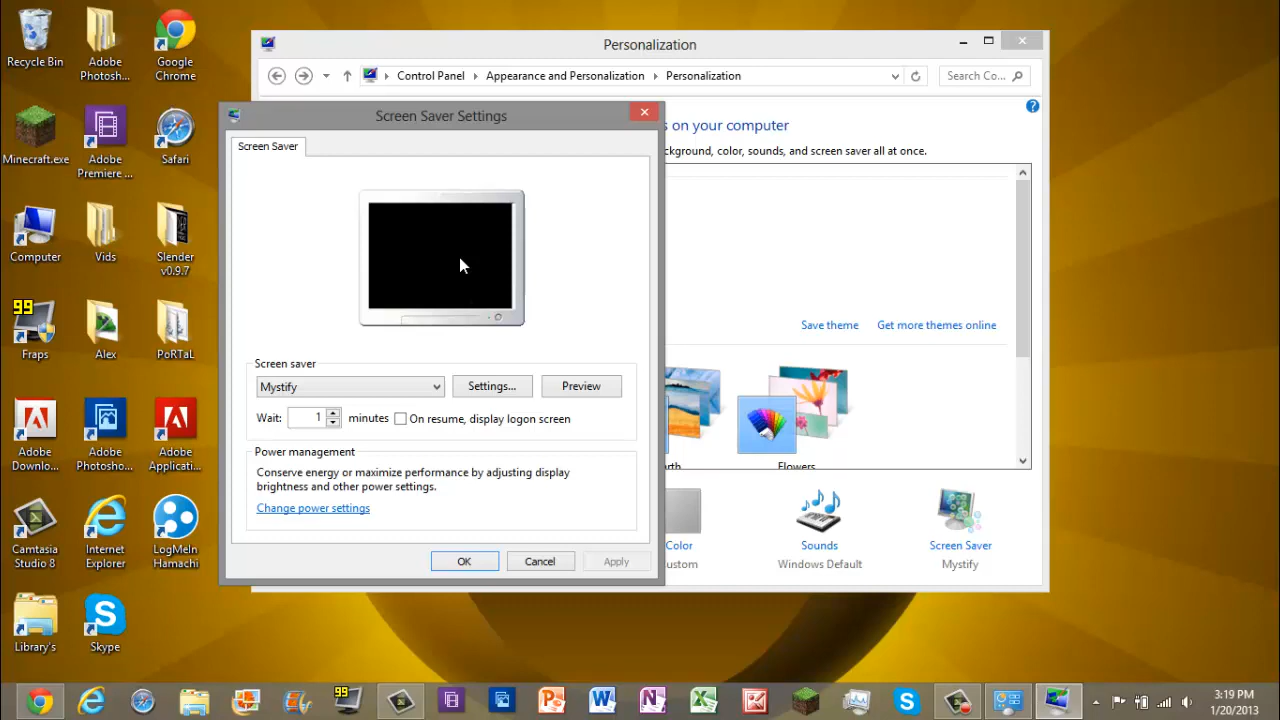 Recycle Bin
Adobe
Photosh...
Google
Chrome
Minecraft.exe
Adobe
Premiere ...
Safari
Computer
Vids
Slender
v0.9.7
99
Fraps
Alex
PoRTaL
Adobe
Downlo...
Adobe
Photosho...
Adobe
Applicati...
Camtasia
Studio 8
Internet
Explorer
LogMeIn
Hamachi
Library's
Skype
Personalization
Control Panel
Appearance and Personalization
Personalization
Search Co...
s on your computer
kground, color, sounds, and screen saver all at once.
Save theme
Get more themes online
rth
Flowers
Color
ustom
Sounds
Windows Default
Screen Saver
Mystify
Screen Saver Settings
Screen Saver
Screen saver
Mystify
Settings...
Preview
Wait:
1
minutes
On resume, display logon screen
Power management
Conserve energy or maximize performance by adjusting display
brightness and other power settings.
Change power settings
OK
Cancel
Apply
99
3:19 PM
1/20/2013